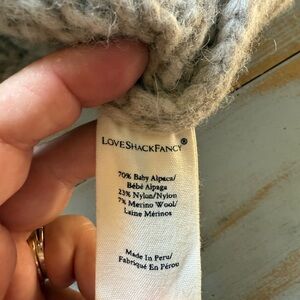 LOVESHACKFANCY®
70% Baby Alpaca/
Bébé Alpaga
23% Nylon/Nylon
7% Merino Wool/
Laine Mérinos
Made In Peru/
Fabriqué En Pérou